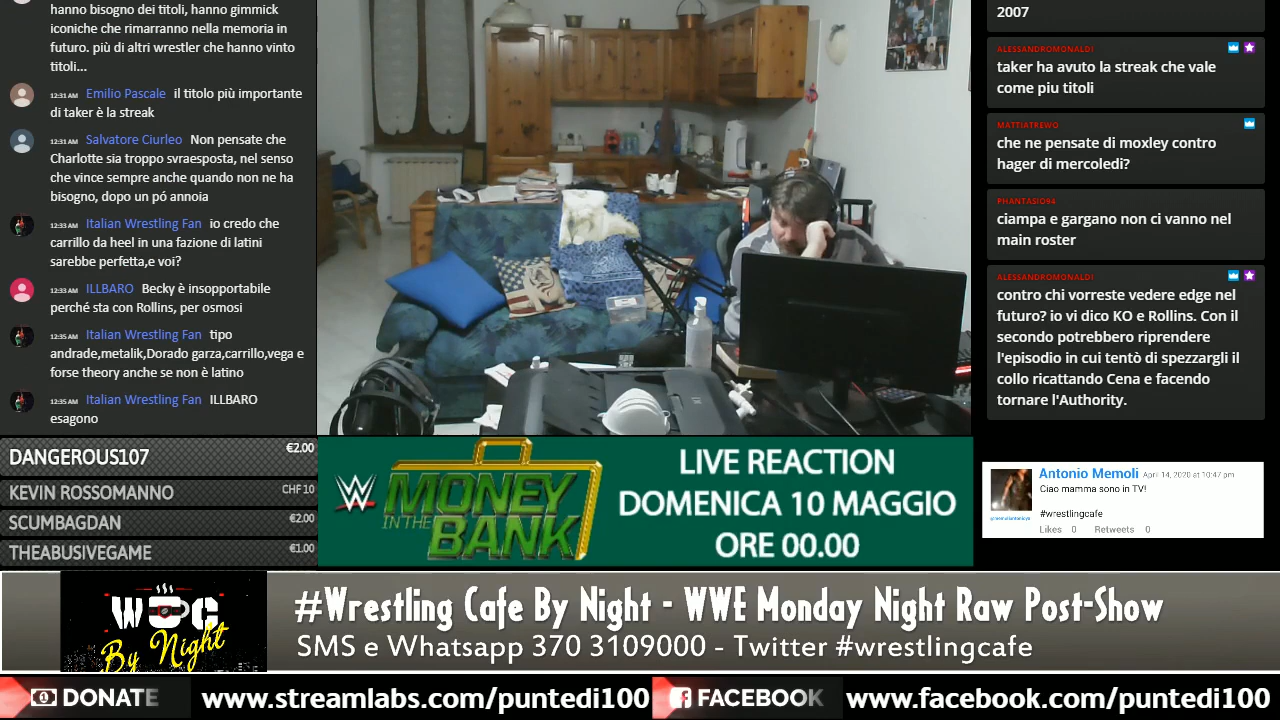 hanno bisogno dei titoli, hanno gimmick
iconiche che rimarranno nella memoria in
futuro. più di altri wrestler che hanno vinto
titoli...
12:31 AM Emilio Pascale il titolo più importante
di taker è la streak
12:31 AM Salvatore Ciurleo Non pensate che
Charlotte sia troppo svraesposta, nel senso
che vince sempre anche quando non ne ha
bisogno, dopo un pó annoia
12:33 AM Italian Wrestling Fan io credo che
carrillo da heel in una fazione di latini
sarebbe perfetta,e voi?
12:33 AM ILLBARO Becky è insopportabile
perché sta con Rollins, per osmosi
12:35 AM Italian Wrestling Fan tipo
andrade,metalik,Dorado garza,carrillo,vega e
forse theory anche se non è latino
12:35 AM Italian Wrestling Fan ILLBARO
esagono
DANGEROUS107 €2.00
KEVIN ROSSOMANNO CHF 10
SCUMBAGDAN €2.00
THEABUSIVEGAME €1.00
W
MONEY
IN THE
BANK
LIVE REACTION
DOMENICA 10 MAGGIO
ORE 00.00
2007
ALESSANDROMONALDI
taker ha avuto la streak che vale
come piu titoli
MATTIATREWO
che ne pensate di moxley contro
hager di mercoledi?
PHANTASIO94
ciampa e gargano non ci vanno nel
main roster
ALESSANDROMONALDI
contro chi vorreste vedere edge nel
futuro? io vi dico KO e Rollins. Con il
secondo potrebbero riprendere
l'episodio in cui tentò di spezzargli il
collo ricattando Cena e facendo
tornare l'Authority.
Antonio Memoli April 14, 2020 at 10:47 pm
Ciao mamma sono in TV!
#wrestlingcafe
Likes 0 Retweets 0
WCC
By Night
#Wrestling Cafe By Night - WWE Monday Night Raw Post-Show
SMS e Whatsapp 370 3109000 - Twitter #wrestlingcafe
DONATE www.streamlabs.com/puntedi100 FACEBOOK www.facebook.com/puntedi100